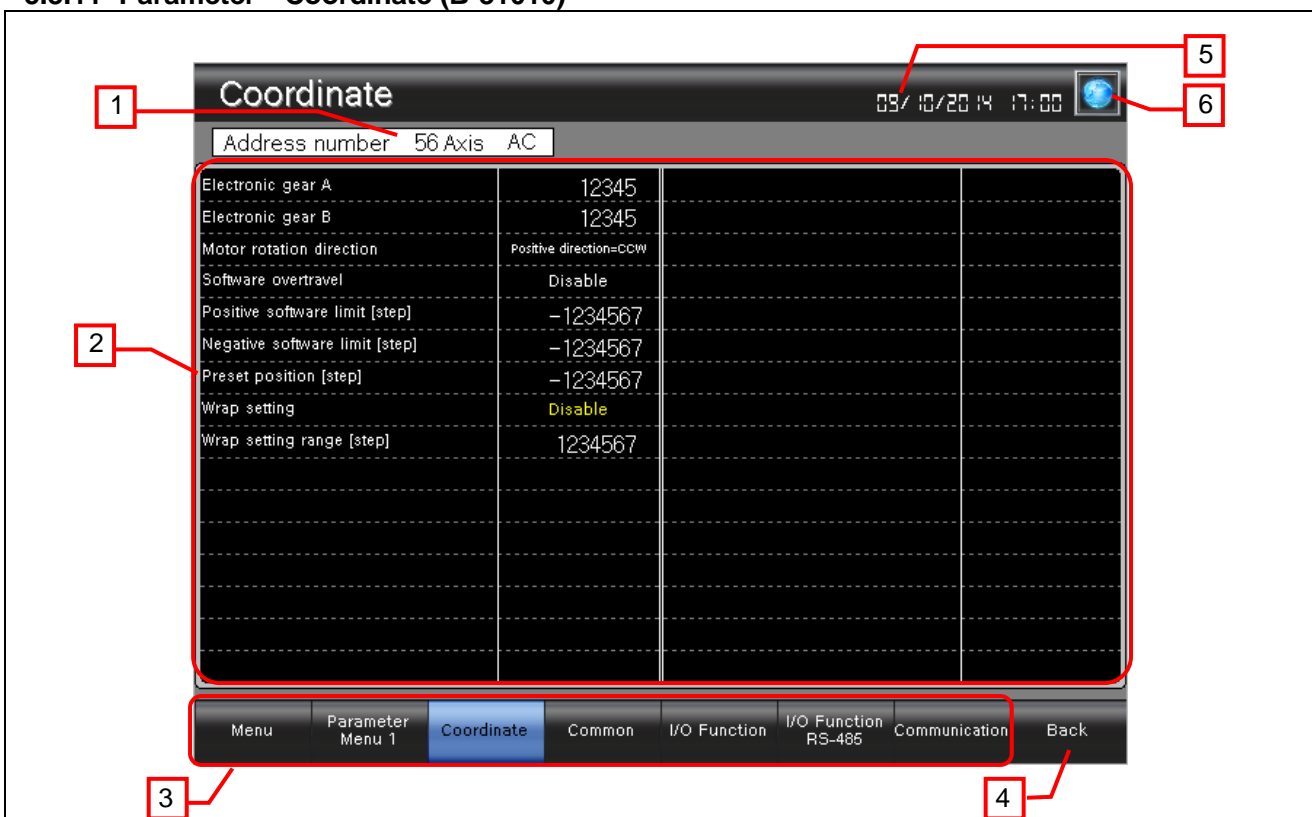 Parameter – Coordinate
5
Coordinate
09/10/2014 17:00
1
6
Address number 56 Axis AC
Electronic gear A 12345
Electronic gear B 12345
Motor rotation direction Positive direction=CCW
Software overtravel Disable
Positive software limit [step] -1234567
2
Negative software limit [step] -1234567
Preset position [step] -1234567
Wrap setting Disable
Wrap setting range [step] 1234567
Menu
Parameter
Menu 1
Coordinate
Common
I/O Function
I/O Function
RS-485
Communication
Back
3
4